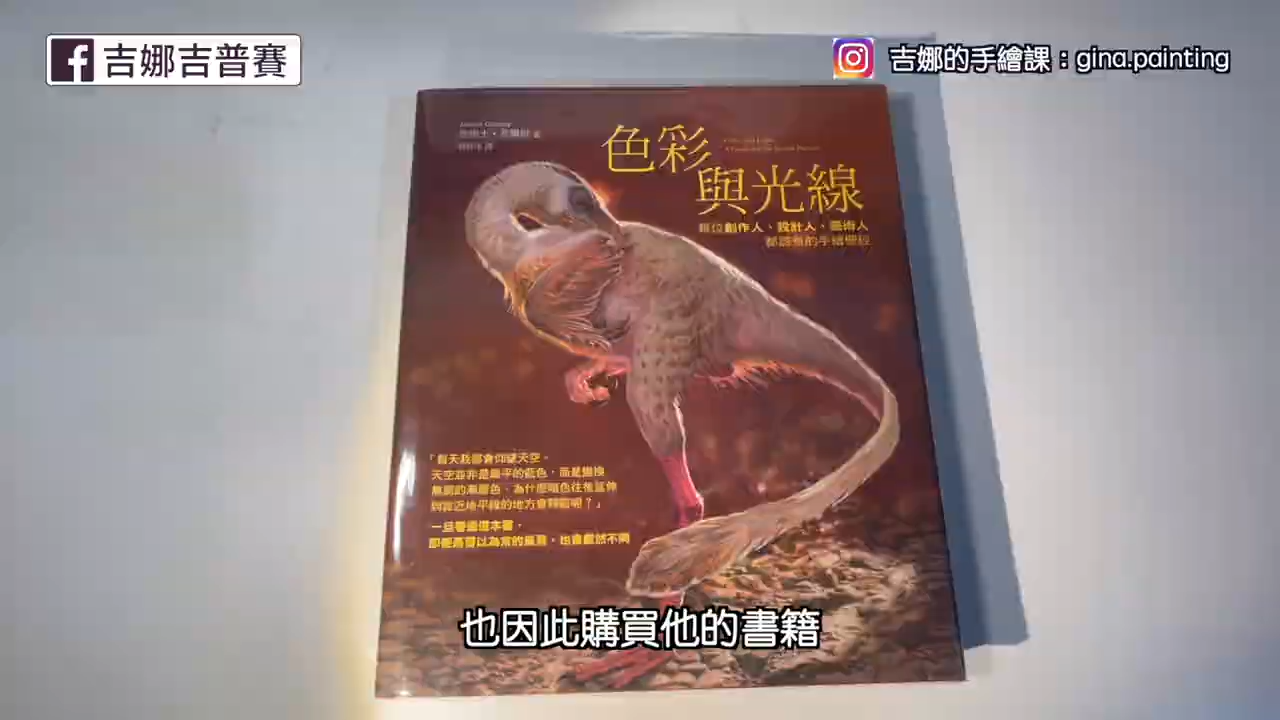 吉娜吉普賽
吉娜的手繪課：gina.painting
色彩
與光線
每位創作人、設計人、藝術人
都該有的手繪聖經
「每天我都會仰望天空。
天空並非是扁平的藍色，而是變換
無窮的漸層色，為什麼暗色往後延伸
到靠近地平線的地方會轉弱呢？」
一旦看過這本書，
即便是習以為常的風景，也會截然不同
也因此購買他的書籍